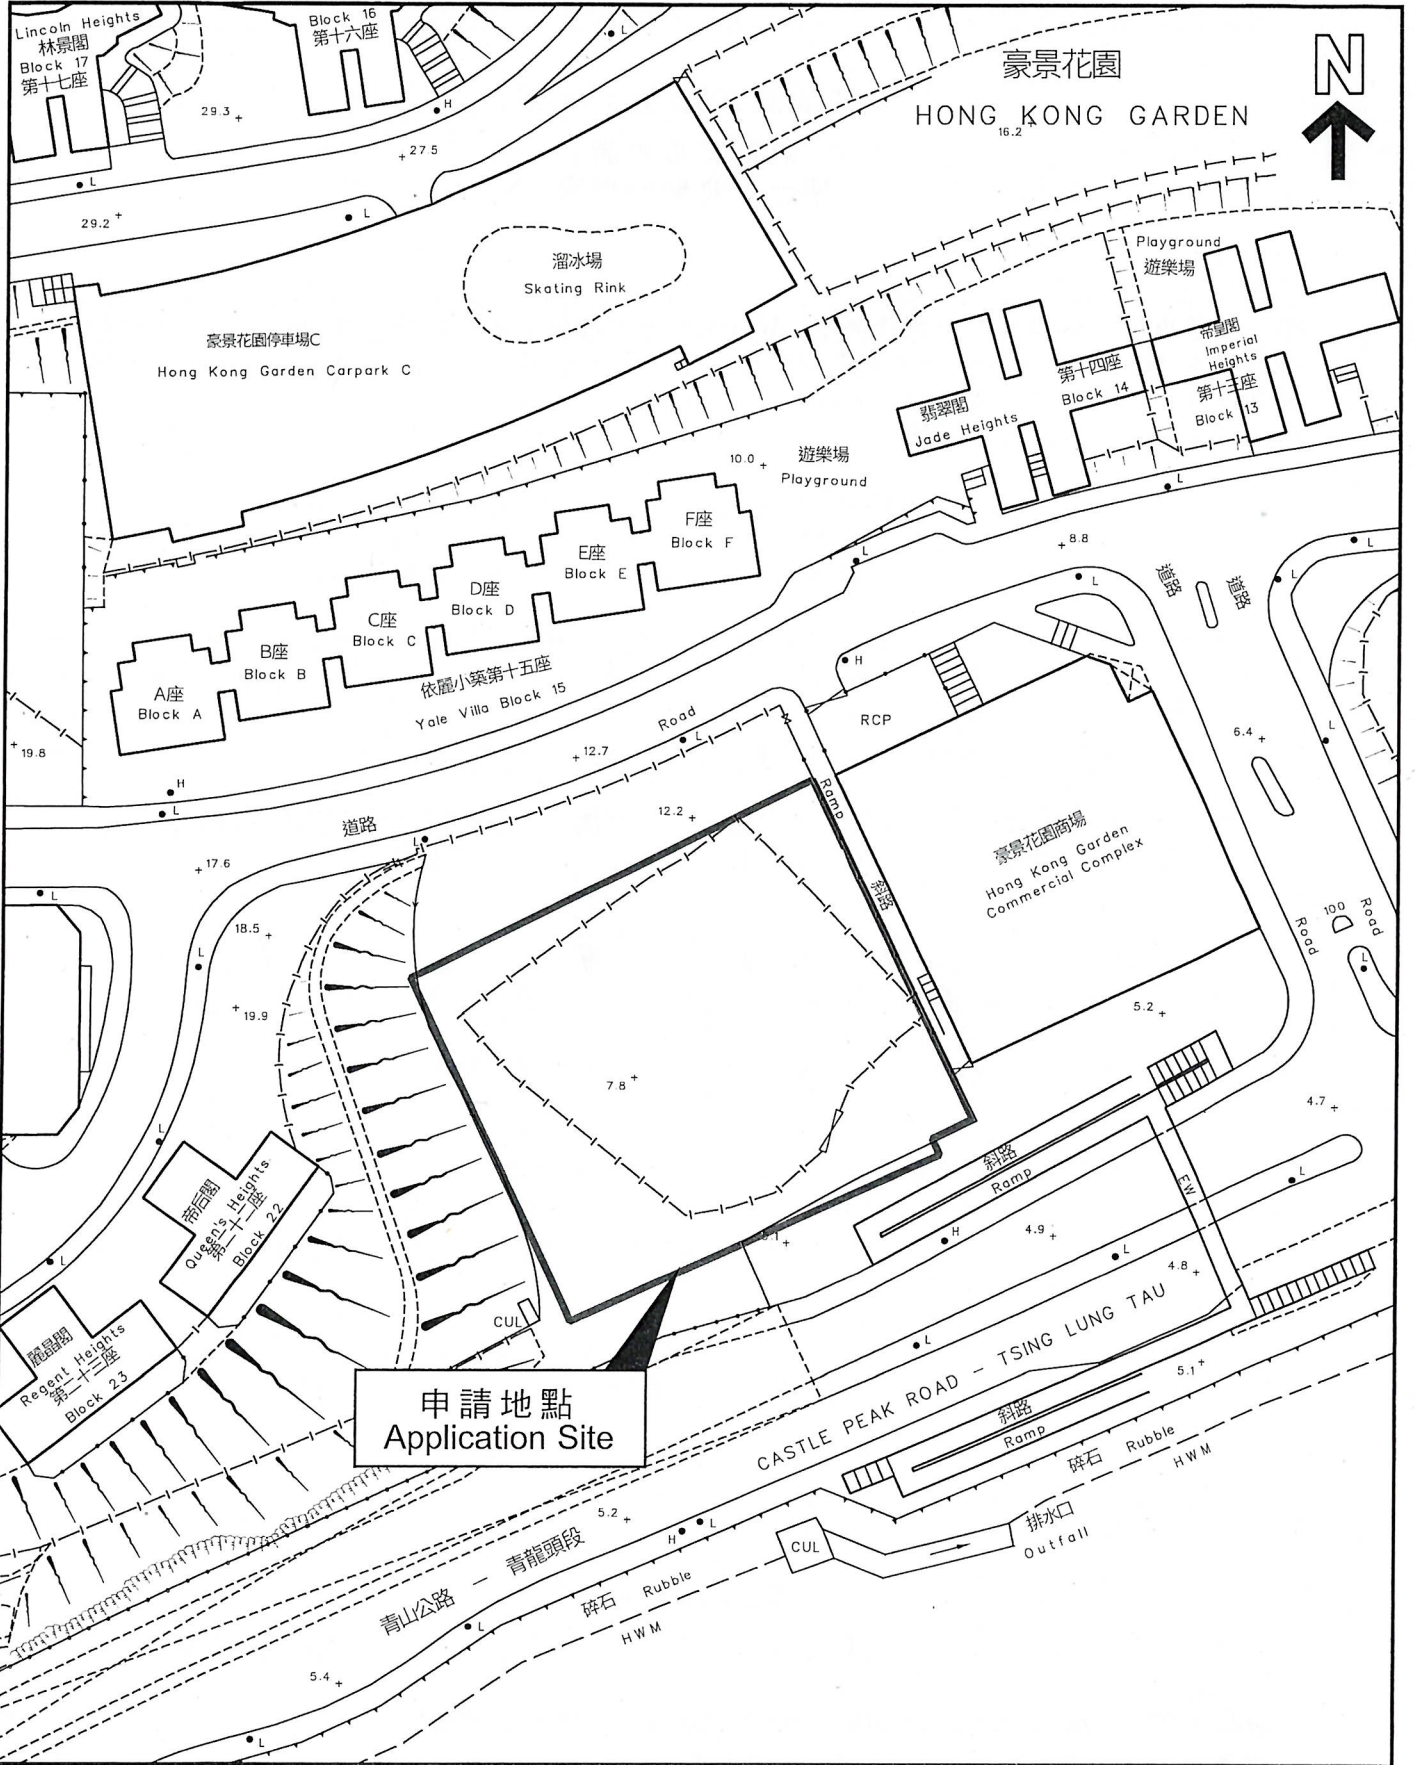 Lincoln Heights
林景閣
Block 17
第十七座
Block 16
第十六座
豪景花園
HONG KONG GARDEN
N
16.2
29.3
H
27.5
L
L
L
29.2
L
溜冰場
Skating Rink
Playground
遊樂場
豪景花園停車場C
Hong Kong Garden Carpark C
帝皇閣
Imperial
Heights
第十三座
Block 13
第十四座
Block 14
翡翠閣
Jade Heights
10.0
遊樂場
Playground
L
F座
Block F
E座
Block E
D座
Block D
C座
Block C
B座
Block B
A座
Block A
依麗小築第十五座
Yale Villa Block 15
8.8
L
L
L
L
道路
道路
H
RCP
19.8
12.7
Road
L
H
L
6.4
L
道路
L
12.2
Ramp
斜路
豪景花園商場
Hong Kong Garden
Commercial Complex
17.6
L
18.5
L
19.9
100
Road
Road
L
5.2
7.8
4.7
L
斜路
Ramp
EW
L
帝后閣
Queen's Heights
第二十二座
Block 22
L
H
4.9
L
4.8
5.1
CUL
麗晶閣
Regent Heights
第二十三座
Block 23
L
申請地點
Application Site
CASTLE PEAK ROAD - TSING LUNG TAU
5.1
斜路
Ramp
碎石
Rubble
HWM
5.2
H
L
CUL
排水口
Outfall
青山公路 - 青龍頭段
碎石
Rubble
HWM
L
5.4
L